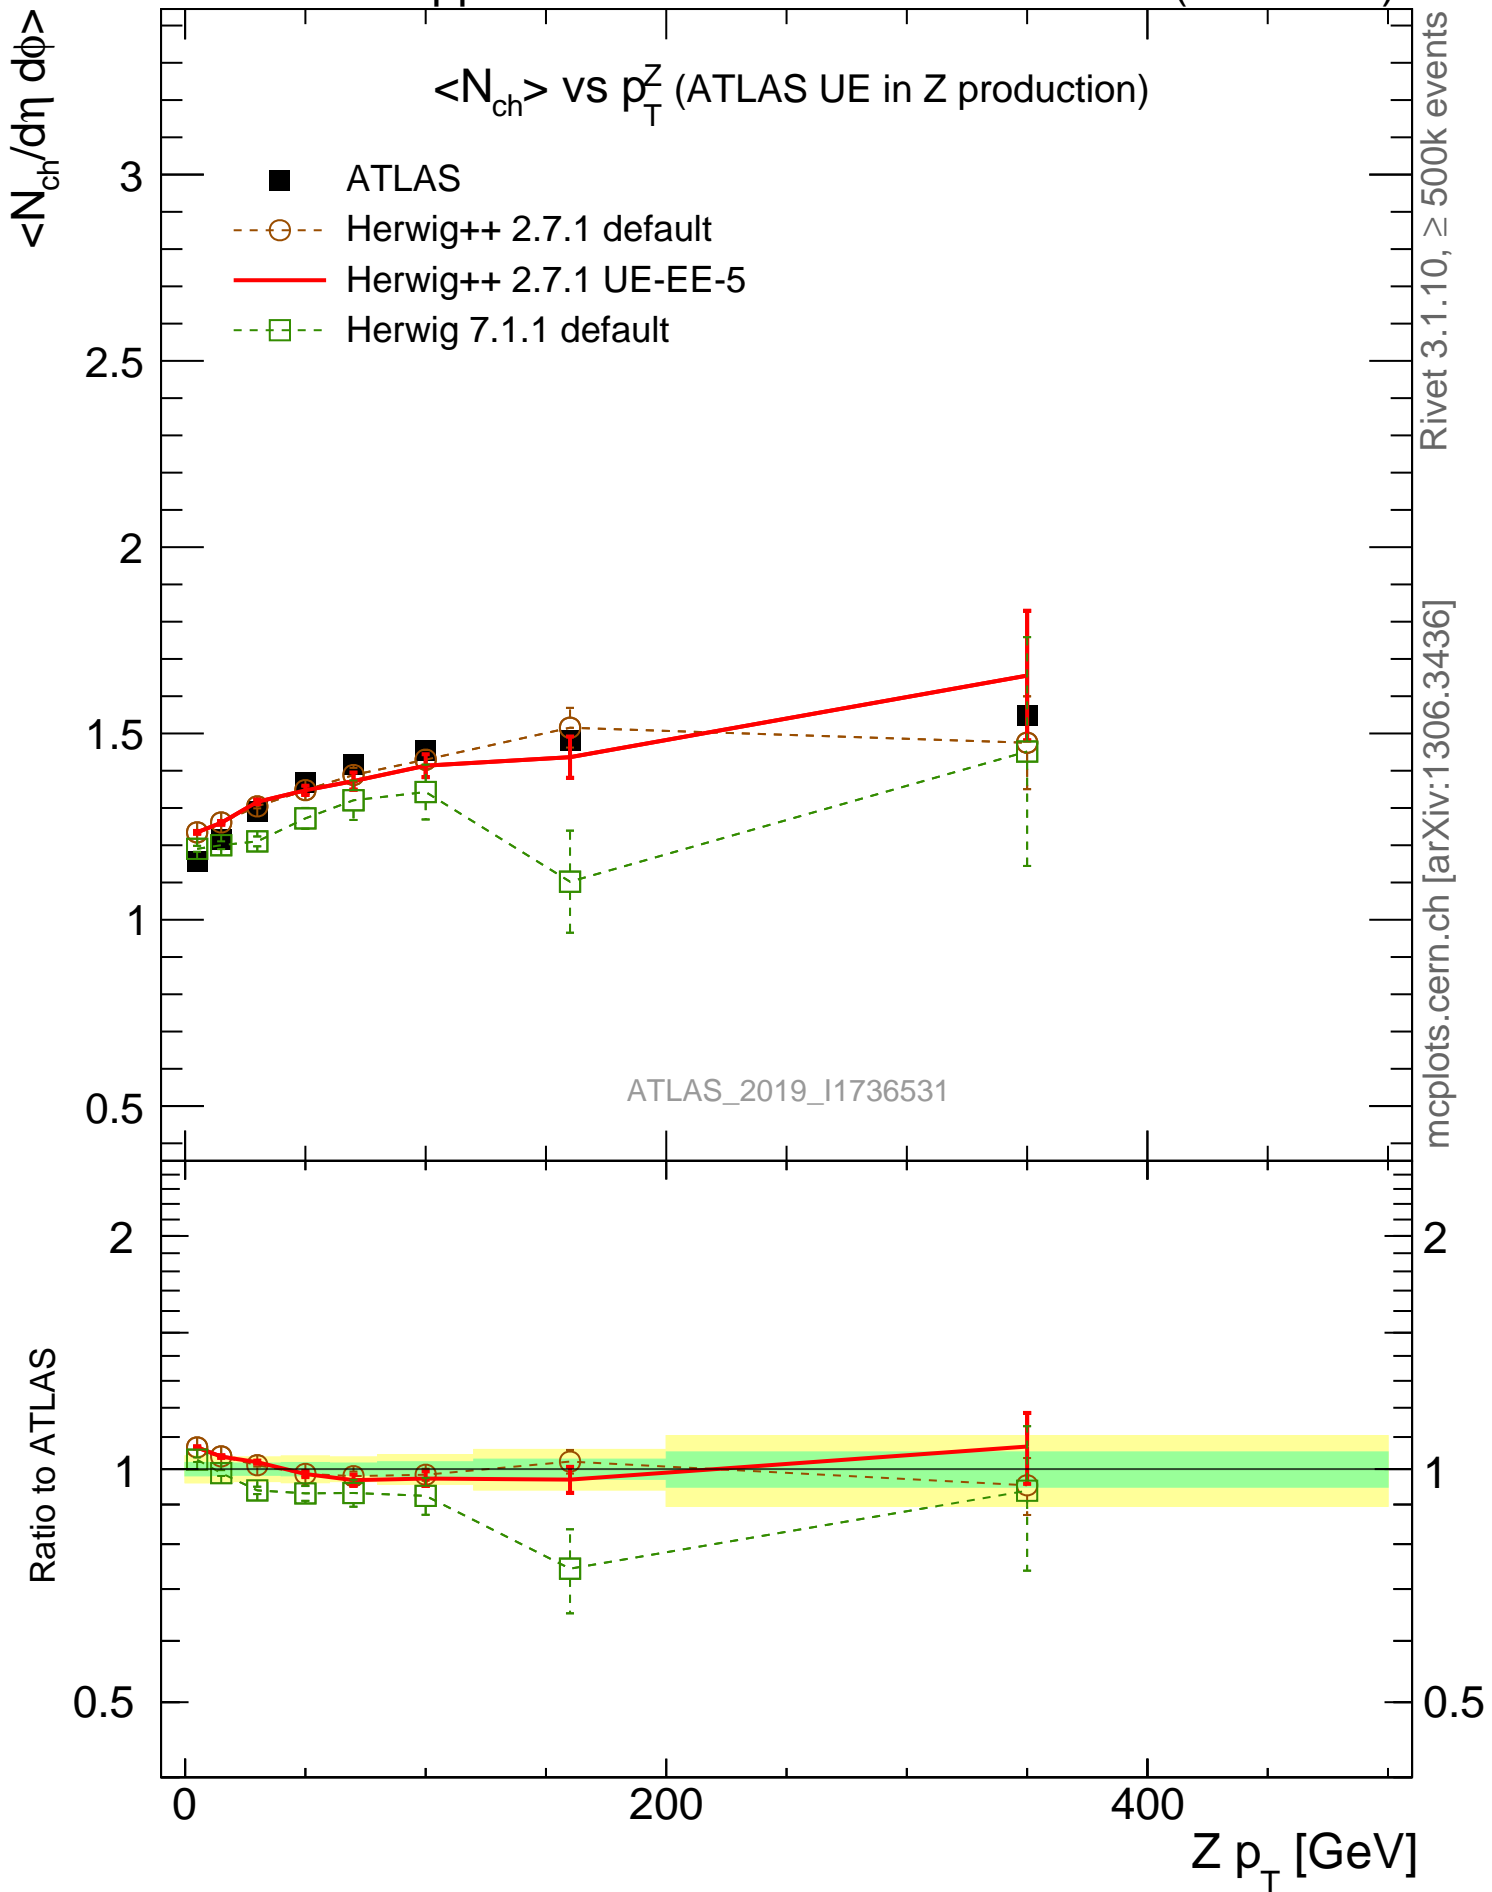 <N_ch> vs p_T^Z (ATLAS UE in Z production)
<N_ch/dη dϕ>
ATLAS
Herwig++ 2.7.1 default
Herwig++ 2.7.1 UE-EE-5
Herwig 7.1.1 default
3
2.5
2
1.5
1
0.5
ATLAS_2019_I1736531
Rivet 3.1.10, ≥ 500k events
mcplots.cern.ch [arXiv:1306.3436]
Ratio to ATLAS
2
1
0.5
2
1
0.5
0
200
400
Z p_T [GeV]